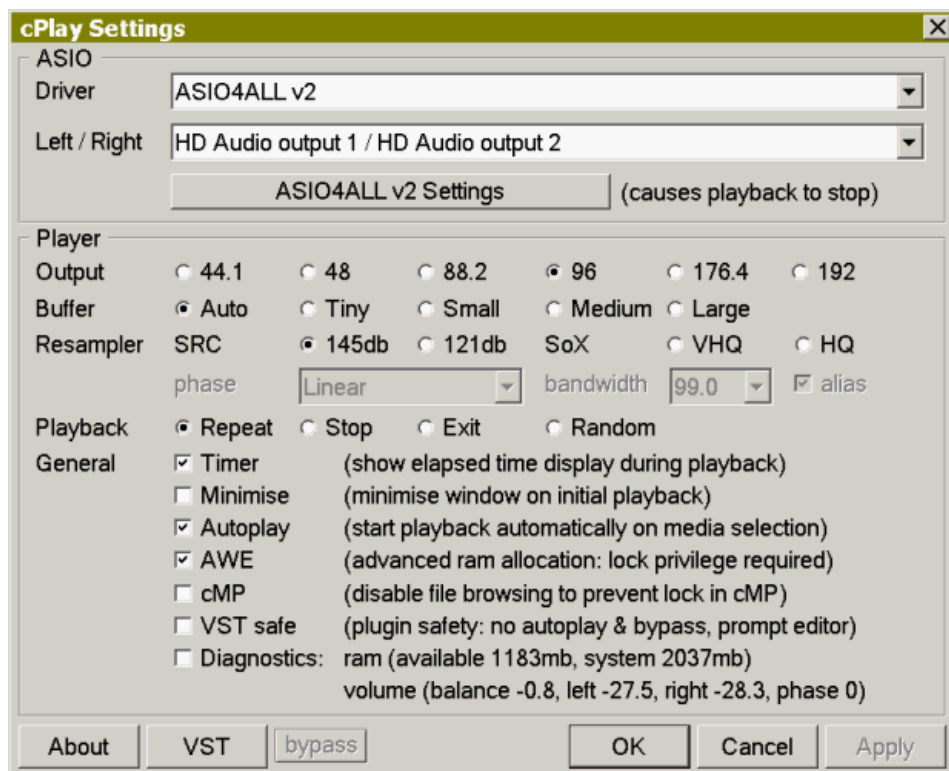 cPlay Settings
ASIO
Driver ASIO4ALL v2
Left / Right HD Audio output 1 / HD Audio output 2
ASIO4ALL v2 Settings (causes playback to stop)
Player
Output 44.1 48 88.2 96 176.4 192
Buffer Auto Tiny Small Medium Large
Resampler SRC 145db 121db SoX VHQ HQ
phase Linear bandwidth 99.0 alias
Playback Repeat Stop Exit Random
General Timer (show elapsed time display during playback)
Minimise (minimise window on initial playback)
Autoplay (start playback automatically on media selection)
AWE (advanced ram allocation: lock privilege required)
cMP (disable file browsing to prevent lock in cMP)
VST safe (plugin safety: no autoplay & bypass, prompt editor)
Diagnostics: ram (available 1183mb, system 2037mb)
volume (balance -0.8, left -27.5, right -28.3, phase 0)
About VST bypass OK Cancel Apply